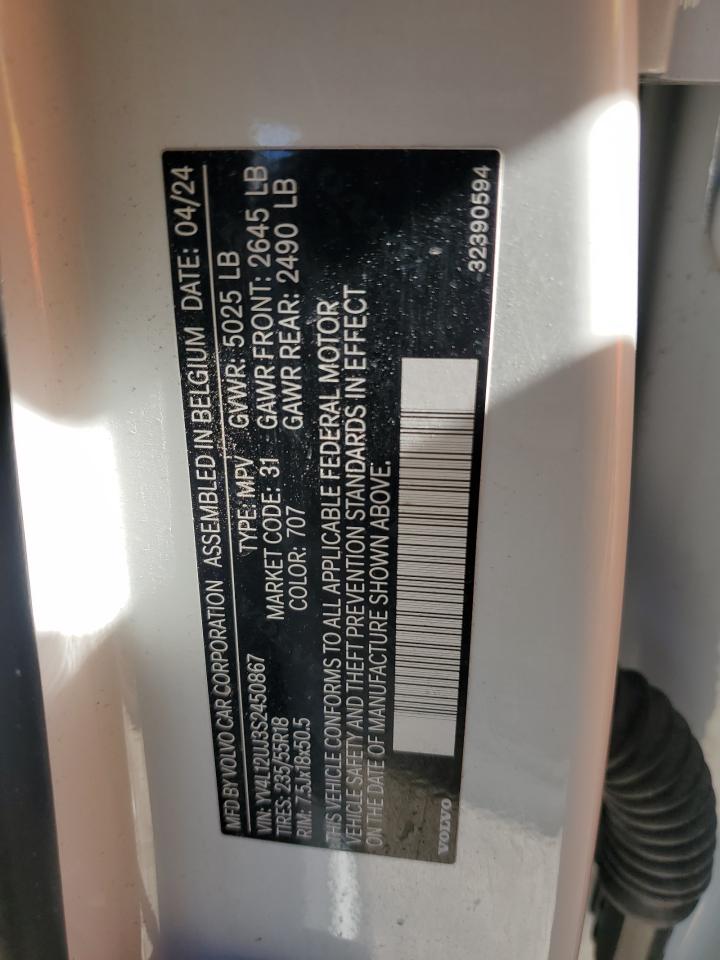 MFD BY VOLVO CAR CORPORATION ASSEMBLED IN BELGIUM DATE: 04/24
VIN: YV4L12UJ3S2450867 TYPE: MPV GVWR: 5025 LB
TIRES: 235/55R18 MARKET CODE: 31 GAWR FRONT: 2645 LB
RIM: 7.5Jx18x50.5 COLOR: 707 GAWR REAR: 2490 LB
THIS VEHICLE CONFORMS TO ALL APPLICABLE FEDERAL MOTOR
VEHICLE SAFETY AND THEFT PREVENTION STANDARDS IN EFFECT
ON THE DATE OF MANUFACTURE SHOWN ABOVE.
VOLVO 32390594